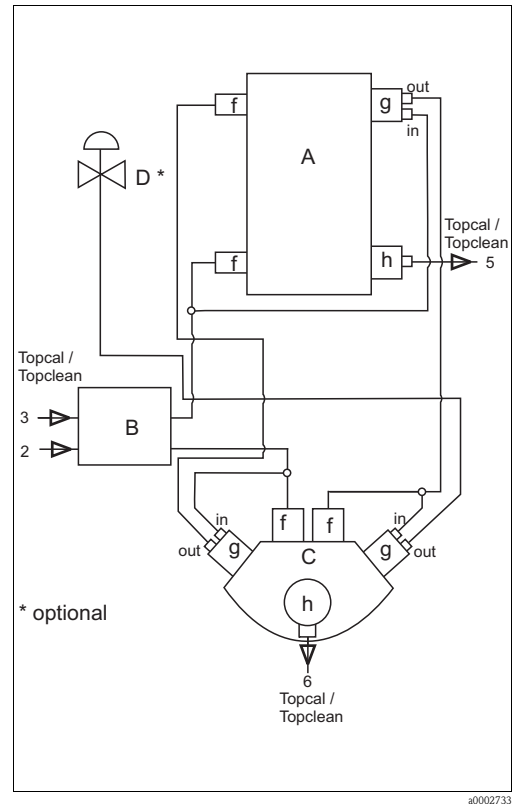 out
f
g
A
in
D *
Topcal /
Topclean
f
h
5
Topcal /
Topclean
3
B
2
in
f
f
in
out
g
C
g
out
h
* optional
6
Topcal /
Topclean
a0002733